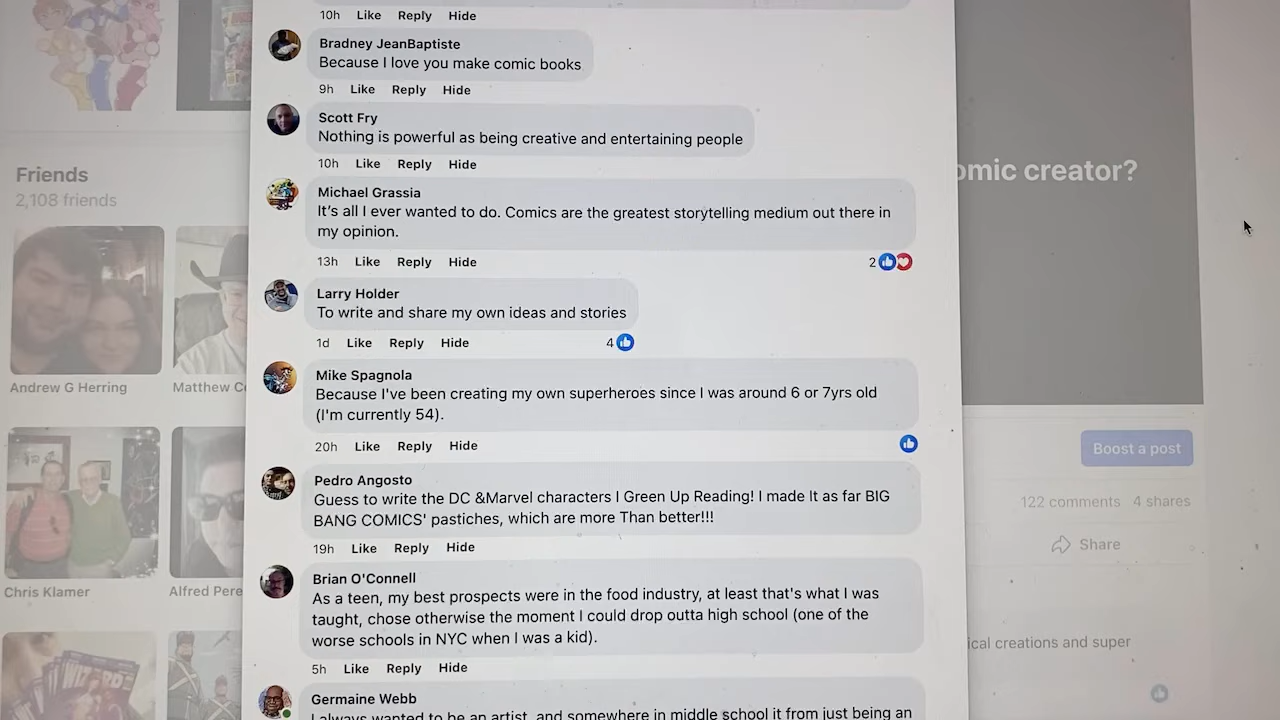 10h Like Reply Hide
Bradney JeanBaptiste
Because I love you make comic books
9h Like Reply Hide
Scott Fry
Nothing is powerful as being creative and entertaining people
10h Like Reply Hide
Michael Grassia
It's all I ever wanted to do. Comics are the greatest storytelling medium out there in
my opinion.
13h Like Reply Hide
2
Larry Holder
To write and share my own ideas and stories
1d Like Reply Hide
4
Mike Spagnola
Because I've been creating my own superheroes since I was around 6 or 7yrs old
(I'm currently 54).
20h Like Reply Hide
Pedro Angosto
Guess to write the DC &Marvel characters I Green Up Reading! I made It as far BIG
BANG COMICS' pastiches, which are more Than better!!!
19h Like Reply Hide
Brian O'Connell
As a teen, my best prospects were in the food industry, at least that's what I was
taught, chose otherwise the moment I could drop outta high school (one of the
worse schools in NYC when I was a kid).
5h Like Reply Hide
Germaine Webb
I always wanted to be an artist, and somewhere in middle school it from just being an
Friends
2,108 friends
Andrew G Herring
Matthew
Chris Klamer
Alfred
WIZARD
creator?
Boost a post
122 comments 4 shares
Share
creations and super